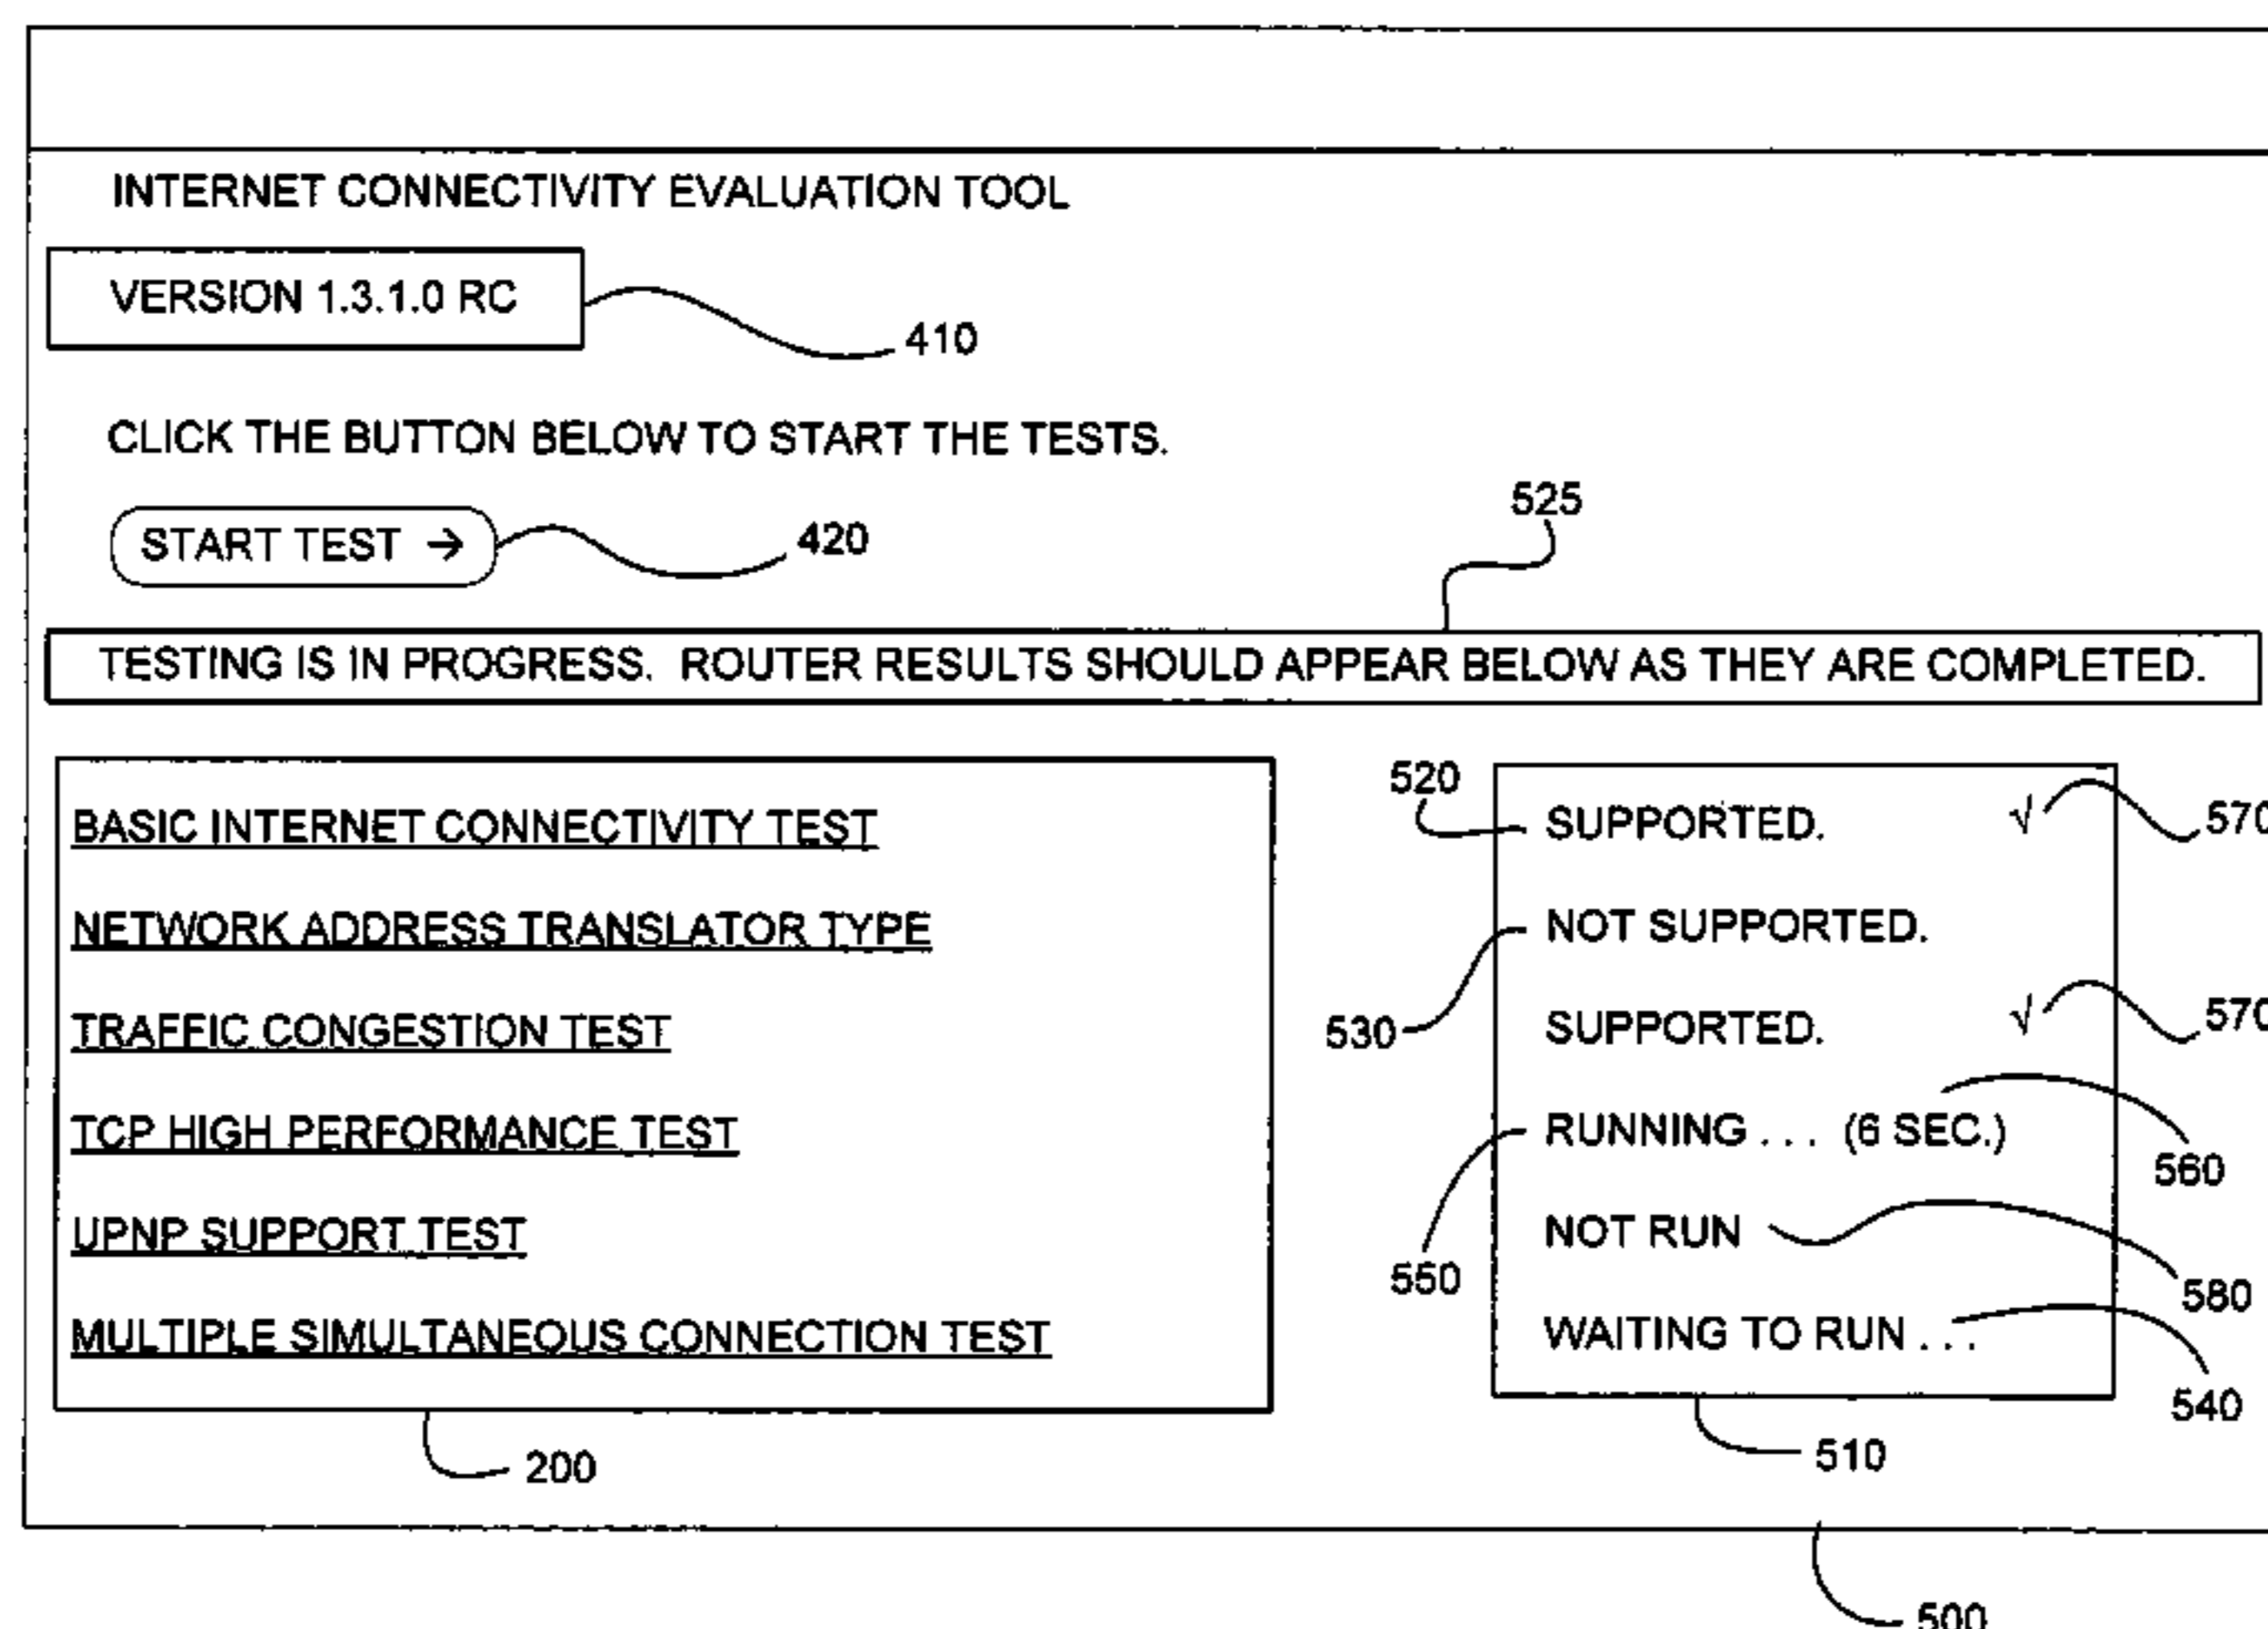 INTERNET CONNECTIVITY EVALUATION TOOL
VERSION 1.3.1.0 RC
410
CLICK THE BUTTON BELOW TO START THE TESTS.
525
START TEST →
420
TESTING IS IN PROGRESS. ROUTER RESULTS SHOULD APPEAR BELOW AS THEY ARE COMPLETED.
BASIC INTERNET CONNECTIVITY TEST
520
SUPPORTED. √
570
NETWORK ADDRESS TRANSLATOR TYPE
NOT SUPPORTED.
530
TRAFFIC CONGESTION TEST
SUPPORTED. √
570
TCP HIGH PERFORMANCE TEST
RUNNING . . . (6 SEC.)
560
UPNP SUPPORT TEST
NOT RUN
550
580
MULTIPLE SIMULTANEOUS CONNECTION TEST
WAITING TO RUN . . .
540
200
510
500